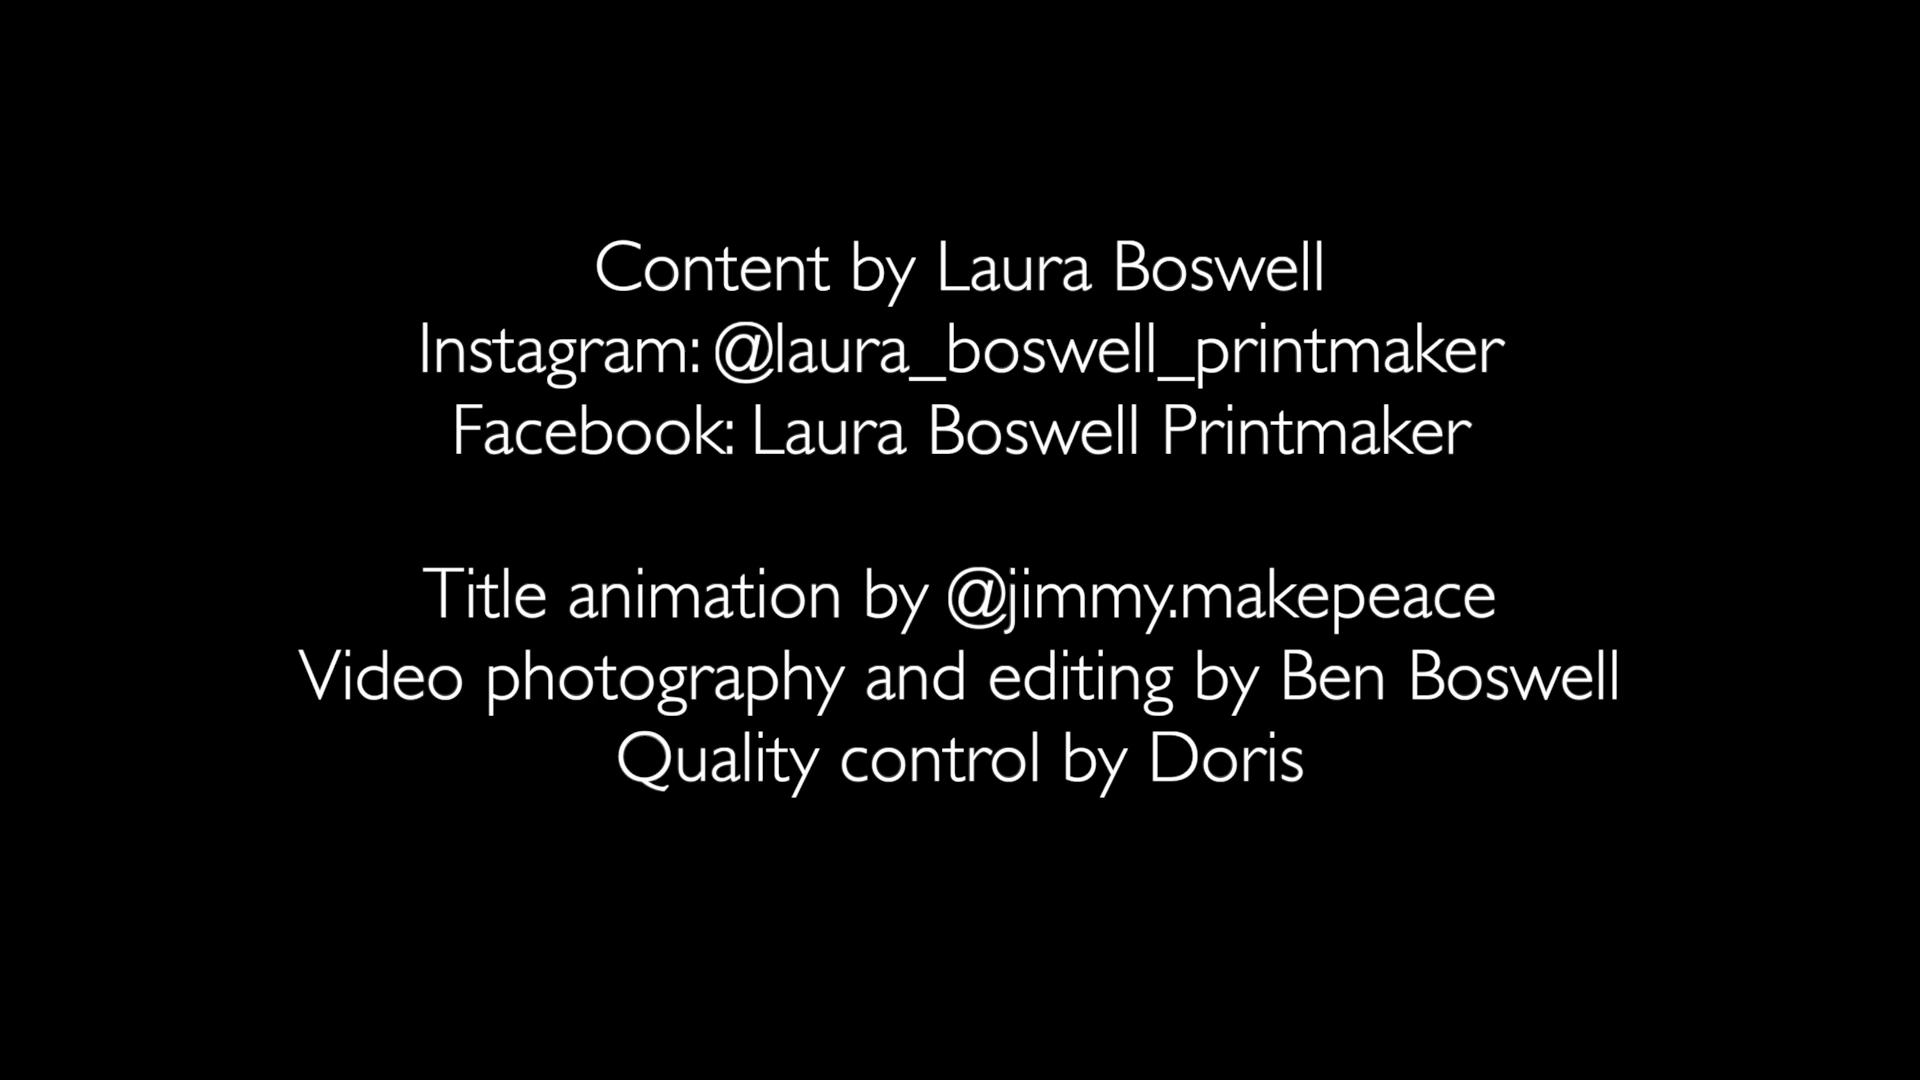 Content by Laura Boswell
Instagram: @laura_boswell_printmaker
Facebook: Laura Boswell Printmaker
Title animation by @jimmy.makepeace
Video photography and editing by Ben Boswell
Quality control by Doris